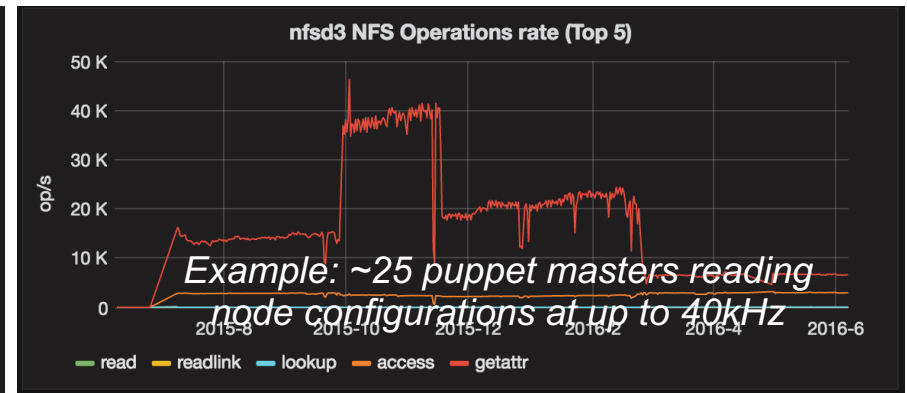 nfsd3 NFS Operations rate (Top 5)
50 K
40 K
30 K
20 K
10 K
0
op/s
Example: ~25 puppet masters reading
node configurations at up to 40kHz
2015-8 2015-10 2015-12 2016-2 2016-4 2016-6
read readlink lookup access getattr